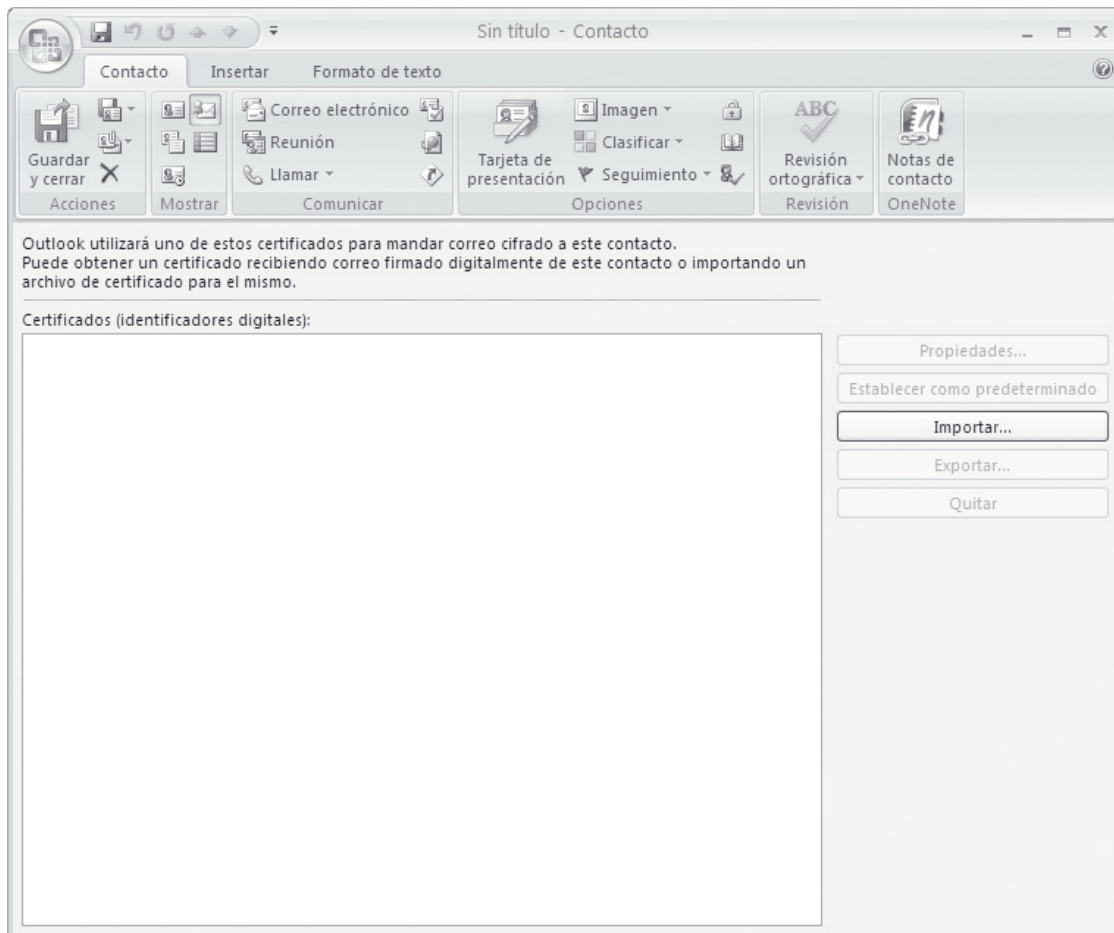 Sin título - Contacto
Contacto Insertar Formato de texto
Guardar y cerrar
Acciones
Mostrar
Correo electrónico
Reunión
Llamar
Comunicar
Tarjeta de presentación
Imagen
Clasificar
Seguimiento
Opciones
ABC
Revisión ortográfica
Revisión
Notas de contacto
OneNote
Outlook utilizará uno de estos certificados para mandar correo cifrado a este contacto.
Puede obtener un certificado recibiendo correo firmado digitalmente de este contacto o importando un
archivo de certificado para el mismo.
Certificados (identificadores digitales):
Propiedades...
Establecer como predeterminado
Importar...
Exportar...
Quitar